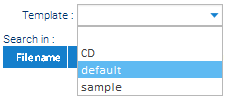 Template :
Search in :
CD
Filename
default
sample